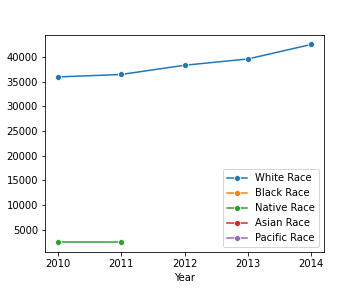 40000
35000
30000
25000
20000
15000
10000
5000
White Race
Black Race
Native Race
Asian Race
Pacific Race
2010 2011 2012 2013 2014
Year